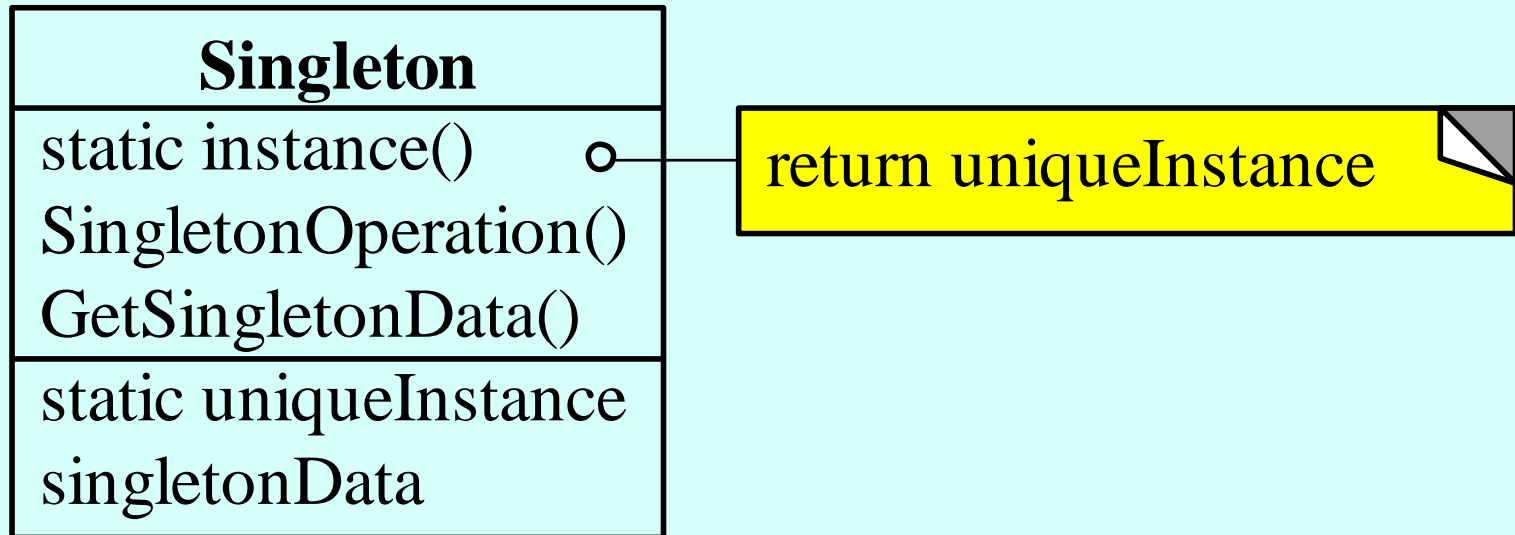 Singleton
static instance()
return uniqueInstance
SingletonOperation()
GetSingletonData()
static uniqueInstance
singletonData